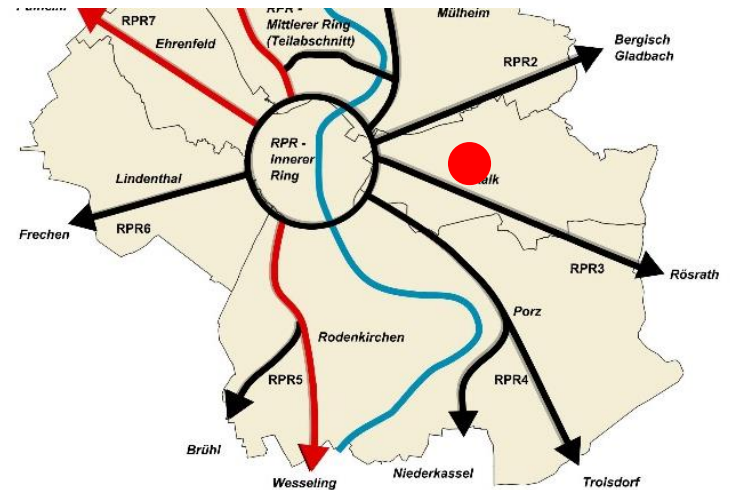 RPR7
RPR -
Mittlerer Ring
(Teilabschnitt)
Mülheim
Ehrenfeld
Bergisch
Gladbach
RPR2
RPR -
Innerer
Ring
Lindenthal
Frechen
RPR6
RPR3
Rösrath
Porz
Rodenkirchen
RPR5
RPR4
Brühl
Niederkassel
Wesseling
Troisdorf